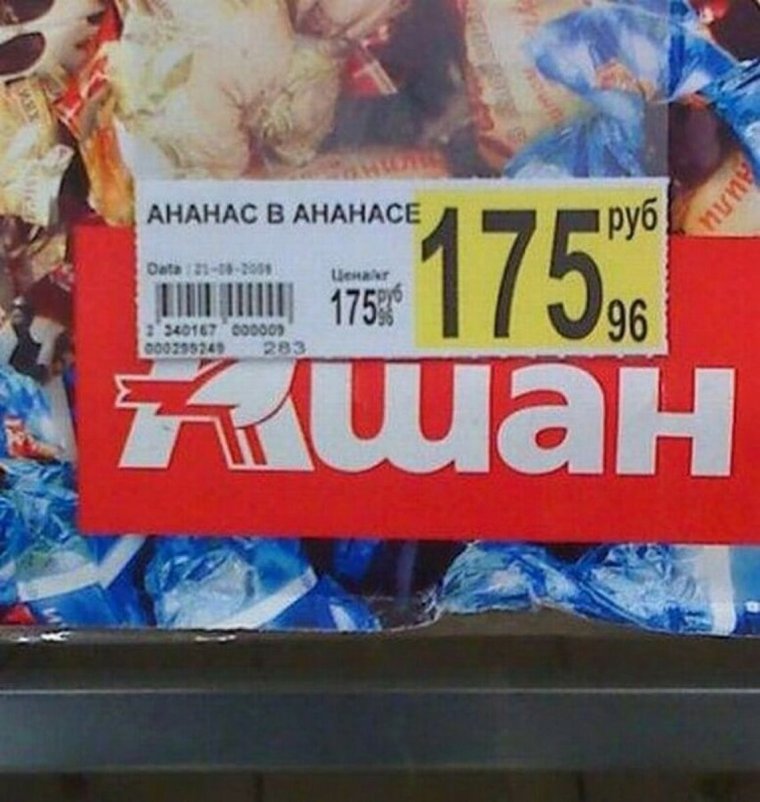 АНАНАС В АНАНАСЕ
175 руб 96
Data : 21-08-2008
Цена/кг
175 руб 96
2 340167 000009
000299249 283
Ашан